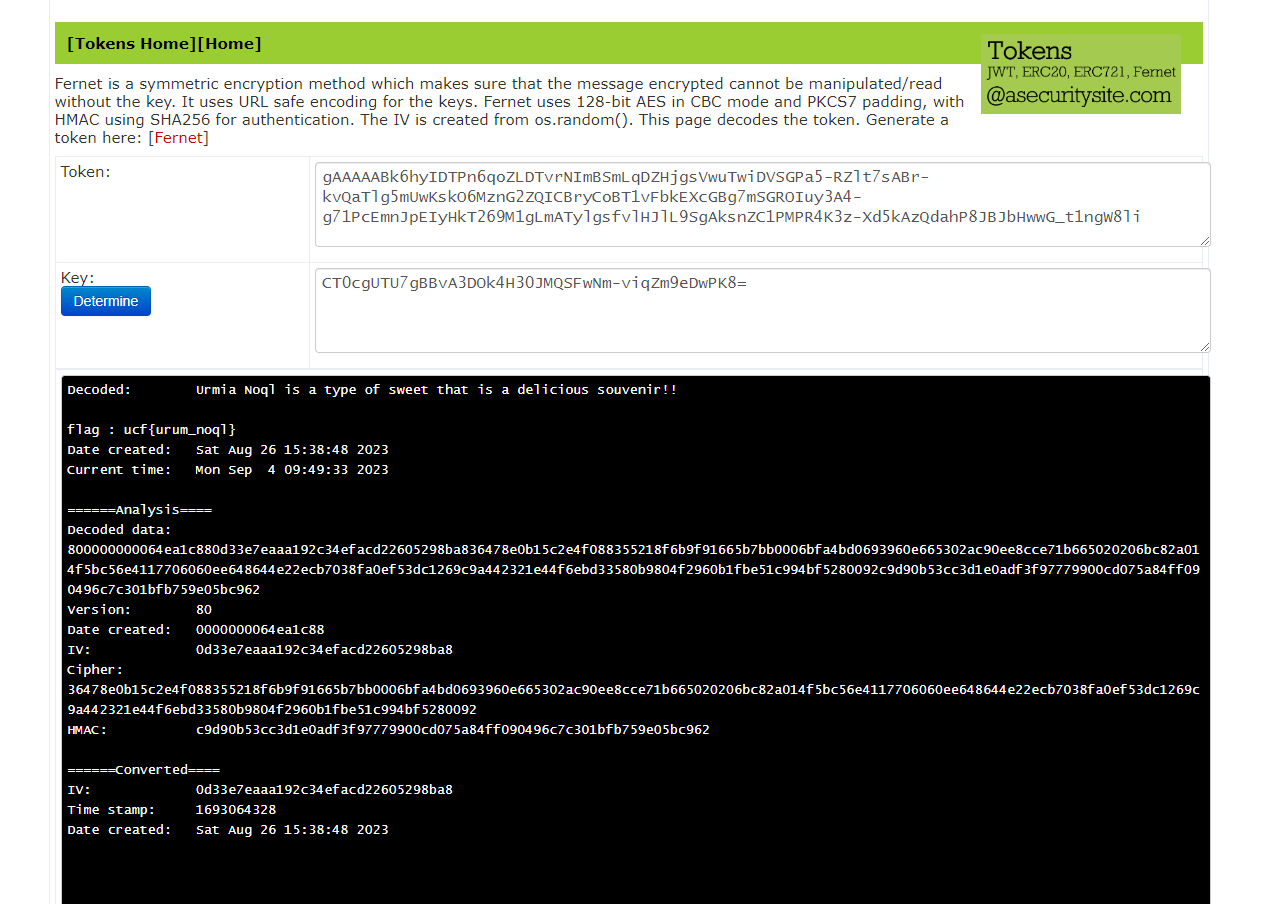 [Tokens Home][Home]
Tokens
JWT, ERC20, ERC721, Fernet
@asecuritysite.com
Fernet is a symmetric encryption method which makes sure that the message encrypted cannot be manipulated/read
without the key. It uses URL safe encoding for the keys. Fernet uses 128-bit AES in CBC mode and PKCS7 padding, with
HMAC using SHA256 for authentication. The IV is created from os.random(). This page decodes the token. Generate a
token here: [Fernet]
Token:
gAAAAABk6hyIDTPn6qoZLDTvrNImBSmLqDZHjgsVwuTwiDVSGPa5-RZlt7sABr-
kvQaTlg5mUwKskO6MznG2ZQICBryCoBT1vFbkEXcGBg7mSGROIuy3A4-
g71PcEmnJpEIyHkT269M1gLmATylgsfvlHJlL9SgAksnZC1PMPR4K3z-Xd5kAzQdahP8JBJbHwwG_t1ngW8li
Key:
Determine
CT0cgUTU7gBBvA3DOk4H30JMQSFwNm-viqZm9eDwPK8=
Decoded: Urmia Noql is a type of sweet that is a delicious souvenir!!
flag : ucf{urum_noql}
Date created: Sat Aug 26 15:38:48 2023
Current time: Mon Sep  4 09:49:33 2023
======Analysis====
Decoded data:
800000000064ea1c880d33e7eaaa192c34efacd22605298ba836478e0b15c2e4f088355218f6b9f91665b7bb0006bfa4bd0693960e665302ac90ee8cce71b665020206bc82a01
4f5bc56e4117706060ee648644e22ecb7038fa0ef53dc1269c9a442321e44f6ebd33580b9804f2960b1fbe51c994bf5280092c9d90b53cc3d1e0adf3f97779900cd075a84ff09
0496c7c301bfb759e05bc962
Version: 80
Date created: 0000000064ea1c88
IV: 0d33e7eaaa192c34efacd22605298ba8
Cipher:
36478e0b15c2e4f088355218f6b9f91665b7bb0006bfa4bd0693960e665302ac90ee8cce71b665020206bc82a014f5bc56e4117706060ee648644e22ecb7038fa0ef53dc1269c
9a442321e44f6ebd33580b9804f2960b1fbe51c994bf5280092
HMAC: c9d90b53cc3d1e0adf3f97779900cd075a84ff090496c7c301bfb759e05bc962
======Converted====
IV: 0d33e7eaaa192c34efacd22605298ba8
Time stamp: 1693064328
Date created: Sat Aug 26 15:38:48 2023